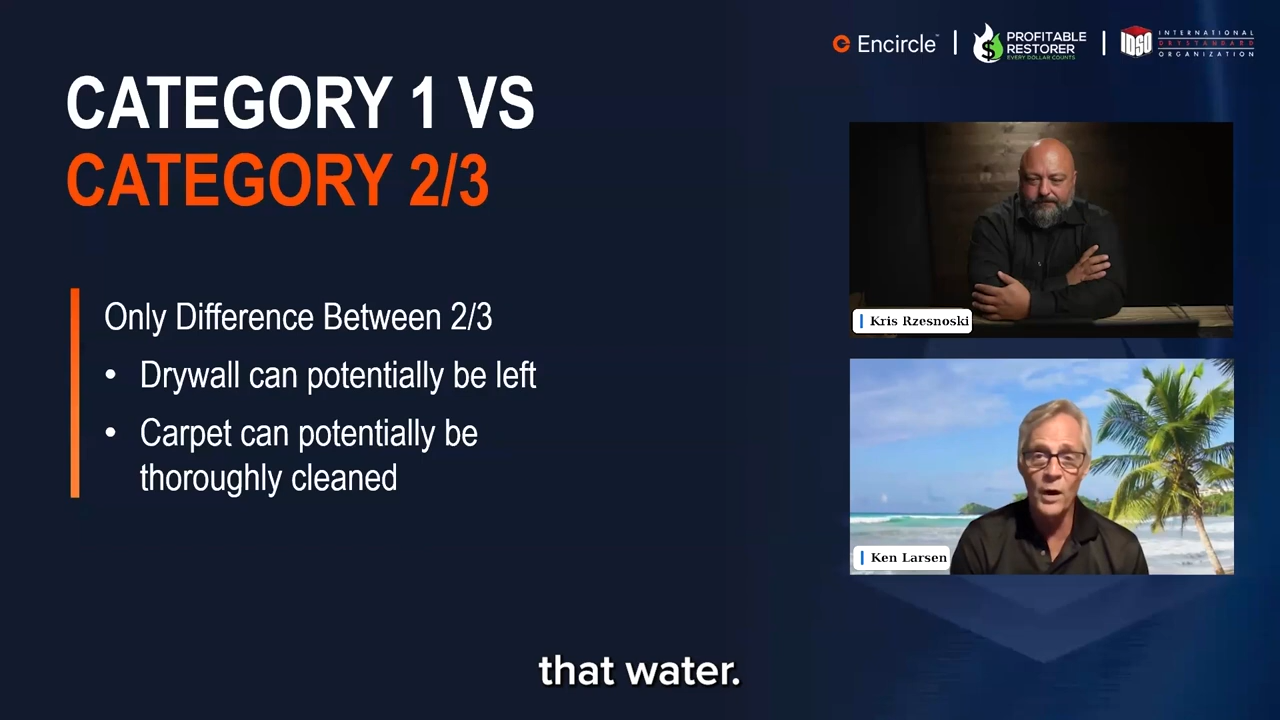 Encircle
PROFITABLE
RESTORER
EVERY DOLLAR COUNTS
IDSO
INTERNATIONAL
DRYSTANDARD
ORGANIZATION
CATEGORY 1 VS
CATEGORY 2/3
Only Difference Between 2/3
• Drywall can potentially be left
• Carpet can potentially be
thoroughly cleaned
Kris Rzesnoski
Ken Larsen
that water.